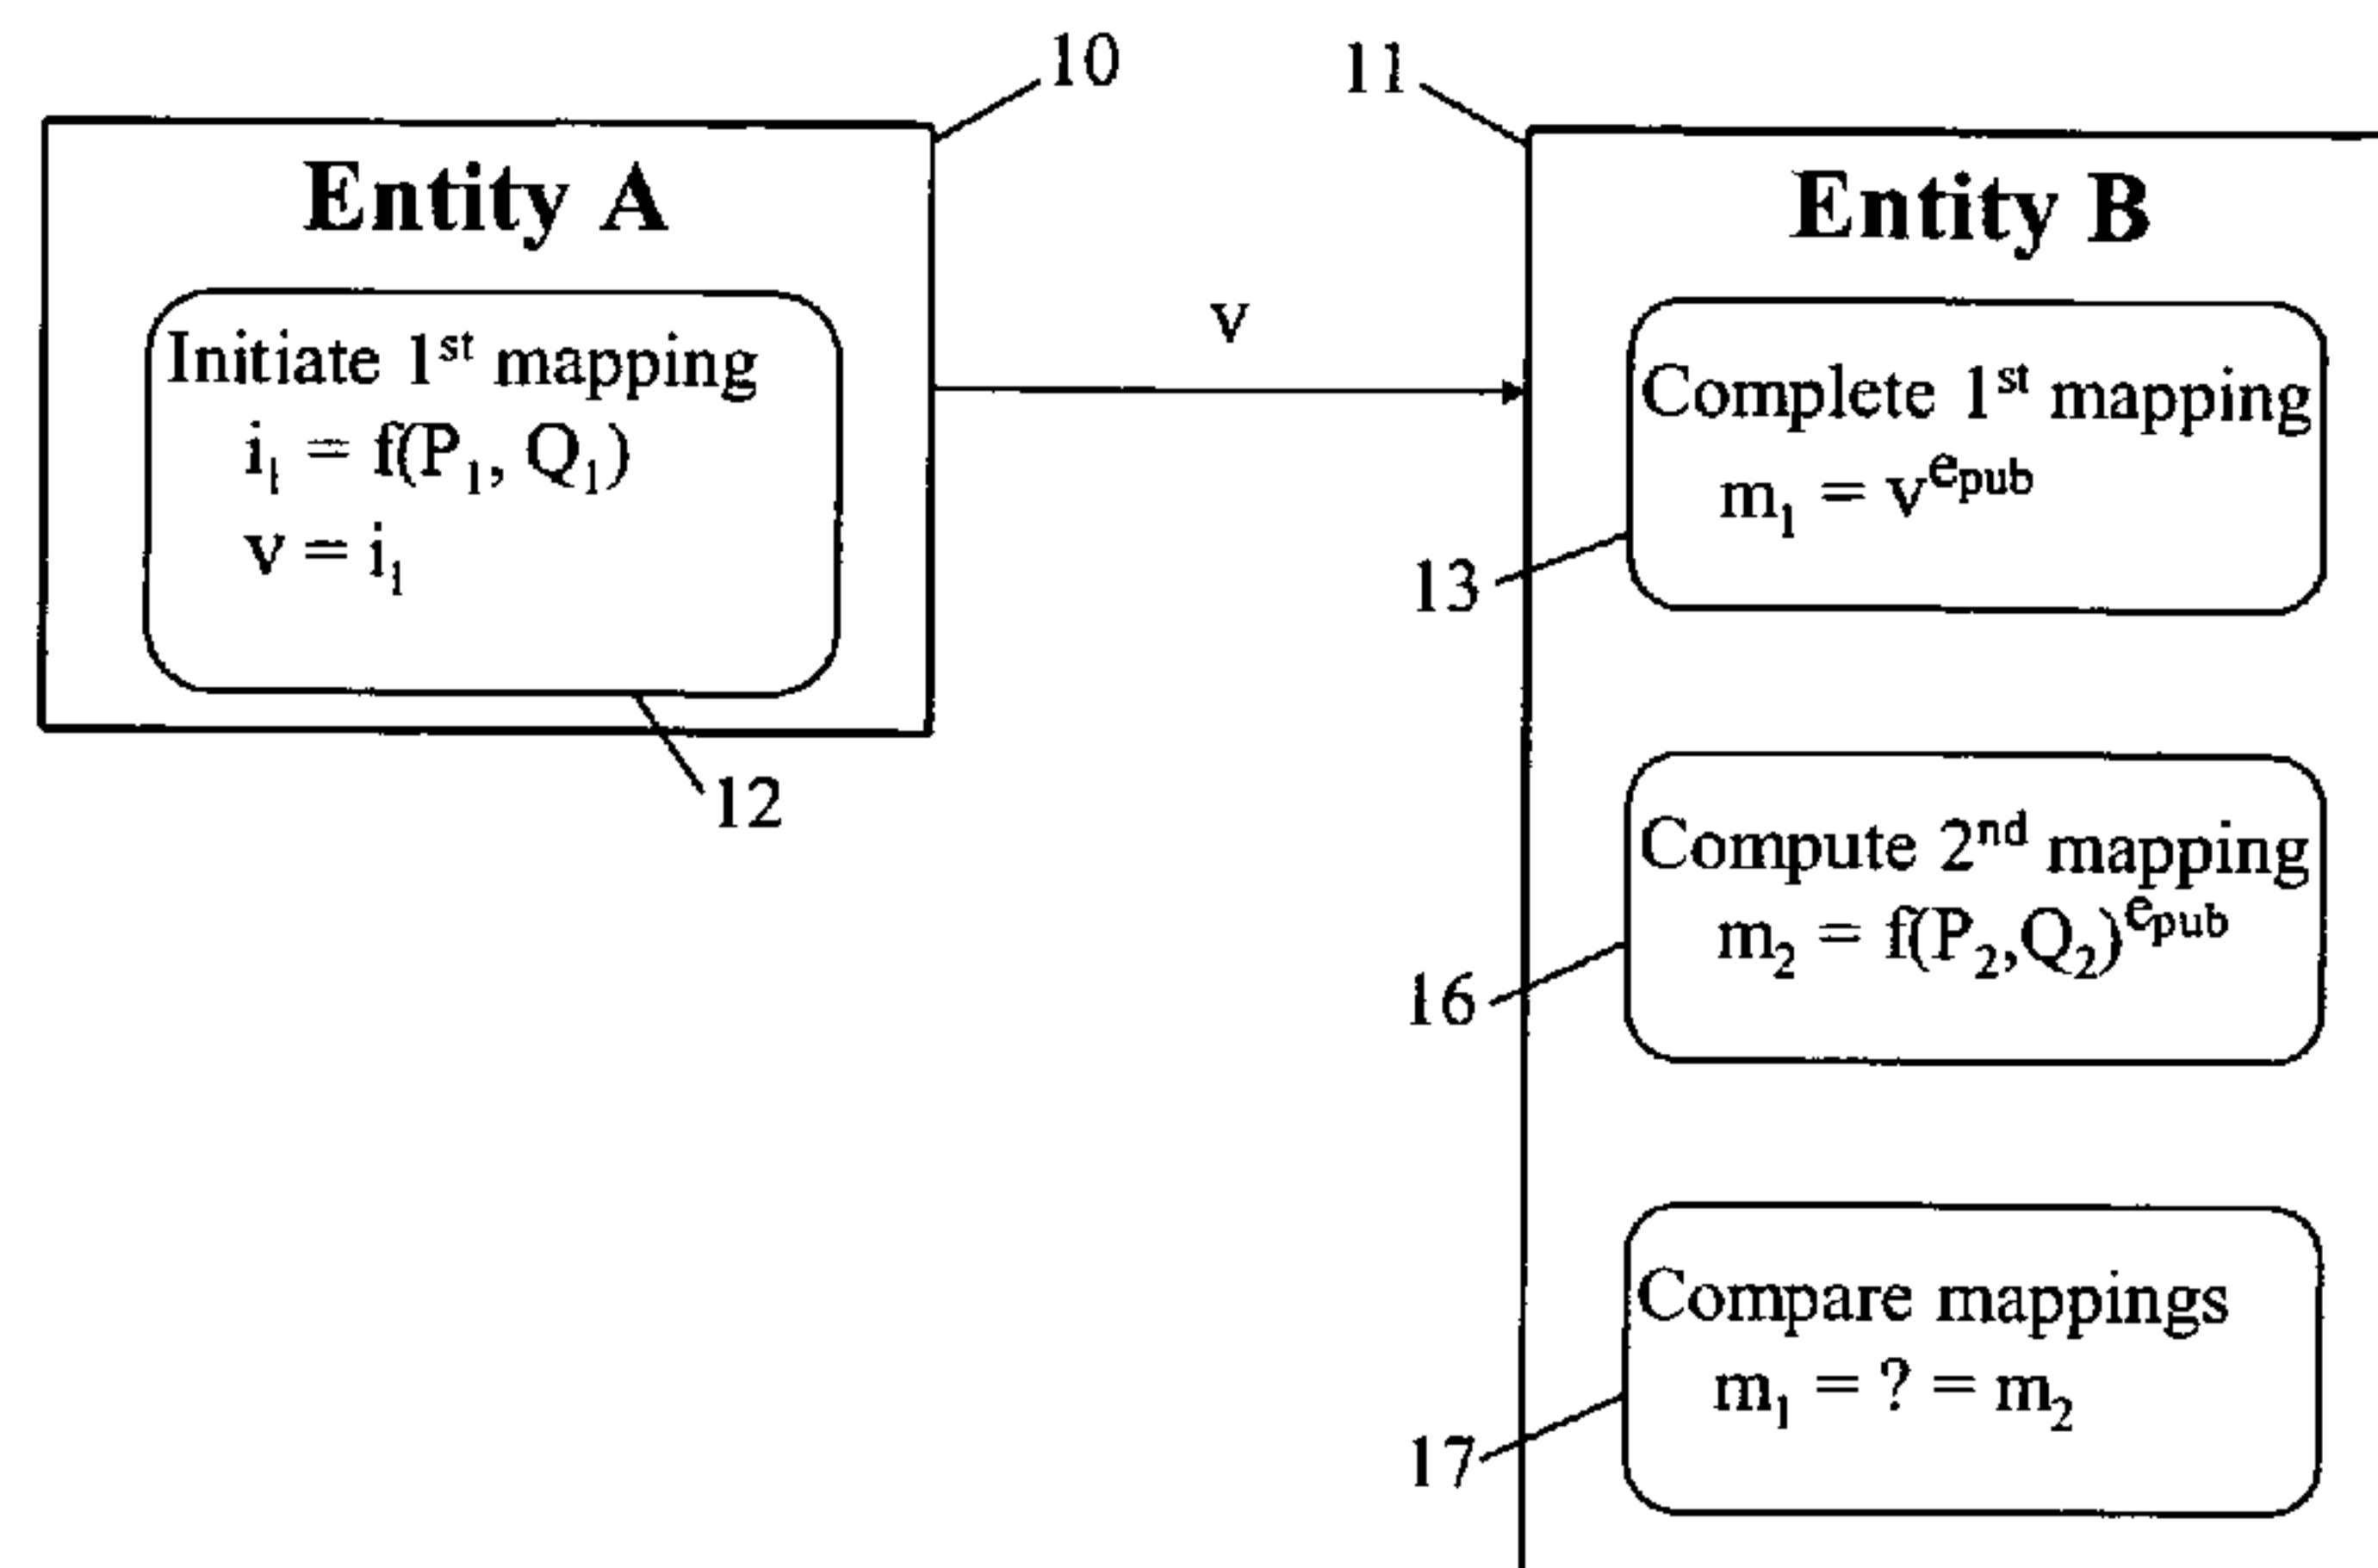 10
11
Entity A
Initiate 1st mapping
i1 = f(P1, Q1)
v = i1
12
v
Entity B
Complete 1st mapping
m1 = v^epub
13
Compute 2nd mapping
m2 = f(P2,Q2)^epub
16
Compare mappings
m1 = ? = m2
17